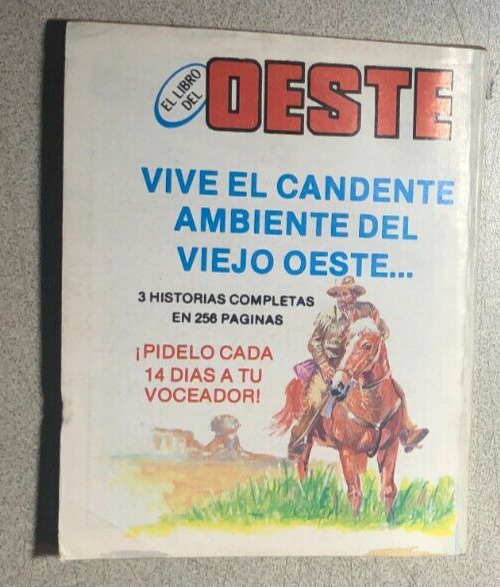 EL LIBRO
DEL
OESTE
VIVE EL CANDENTE
AMBIENTE DEL
VIEJO OESTE...
3 HISTORIAS COMPLETAS
EN 256 PAGINAS
¡PIDELO CADA
14 DIAS A TU
VOCEADOR!